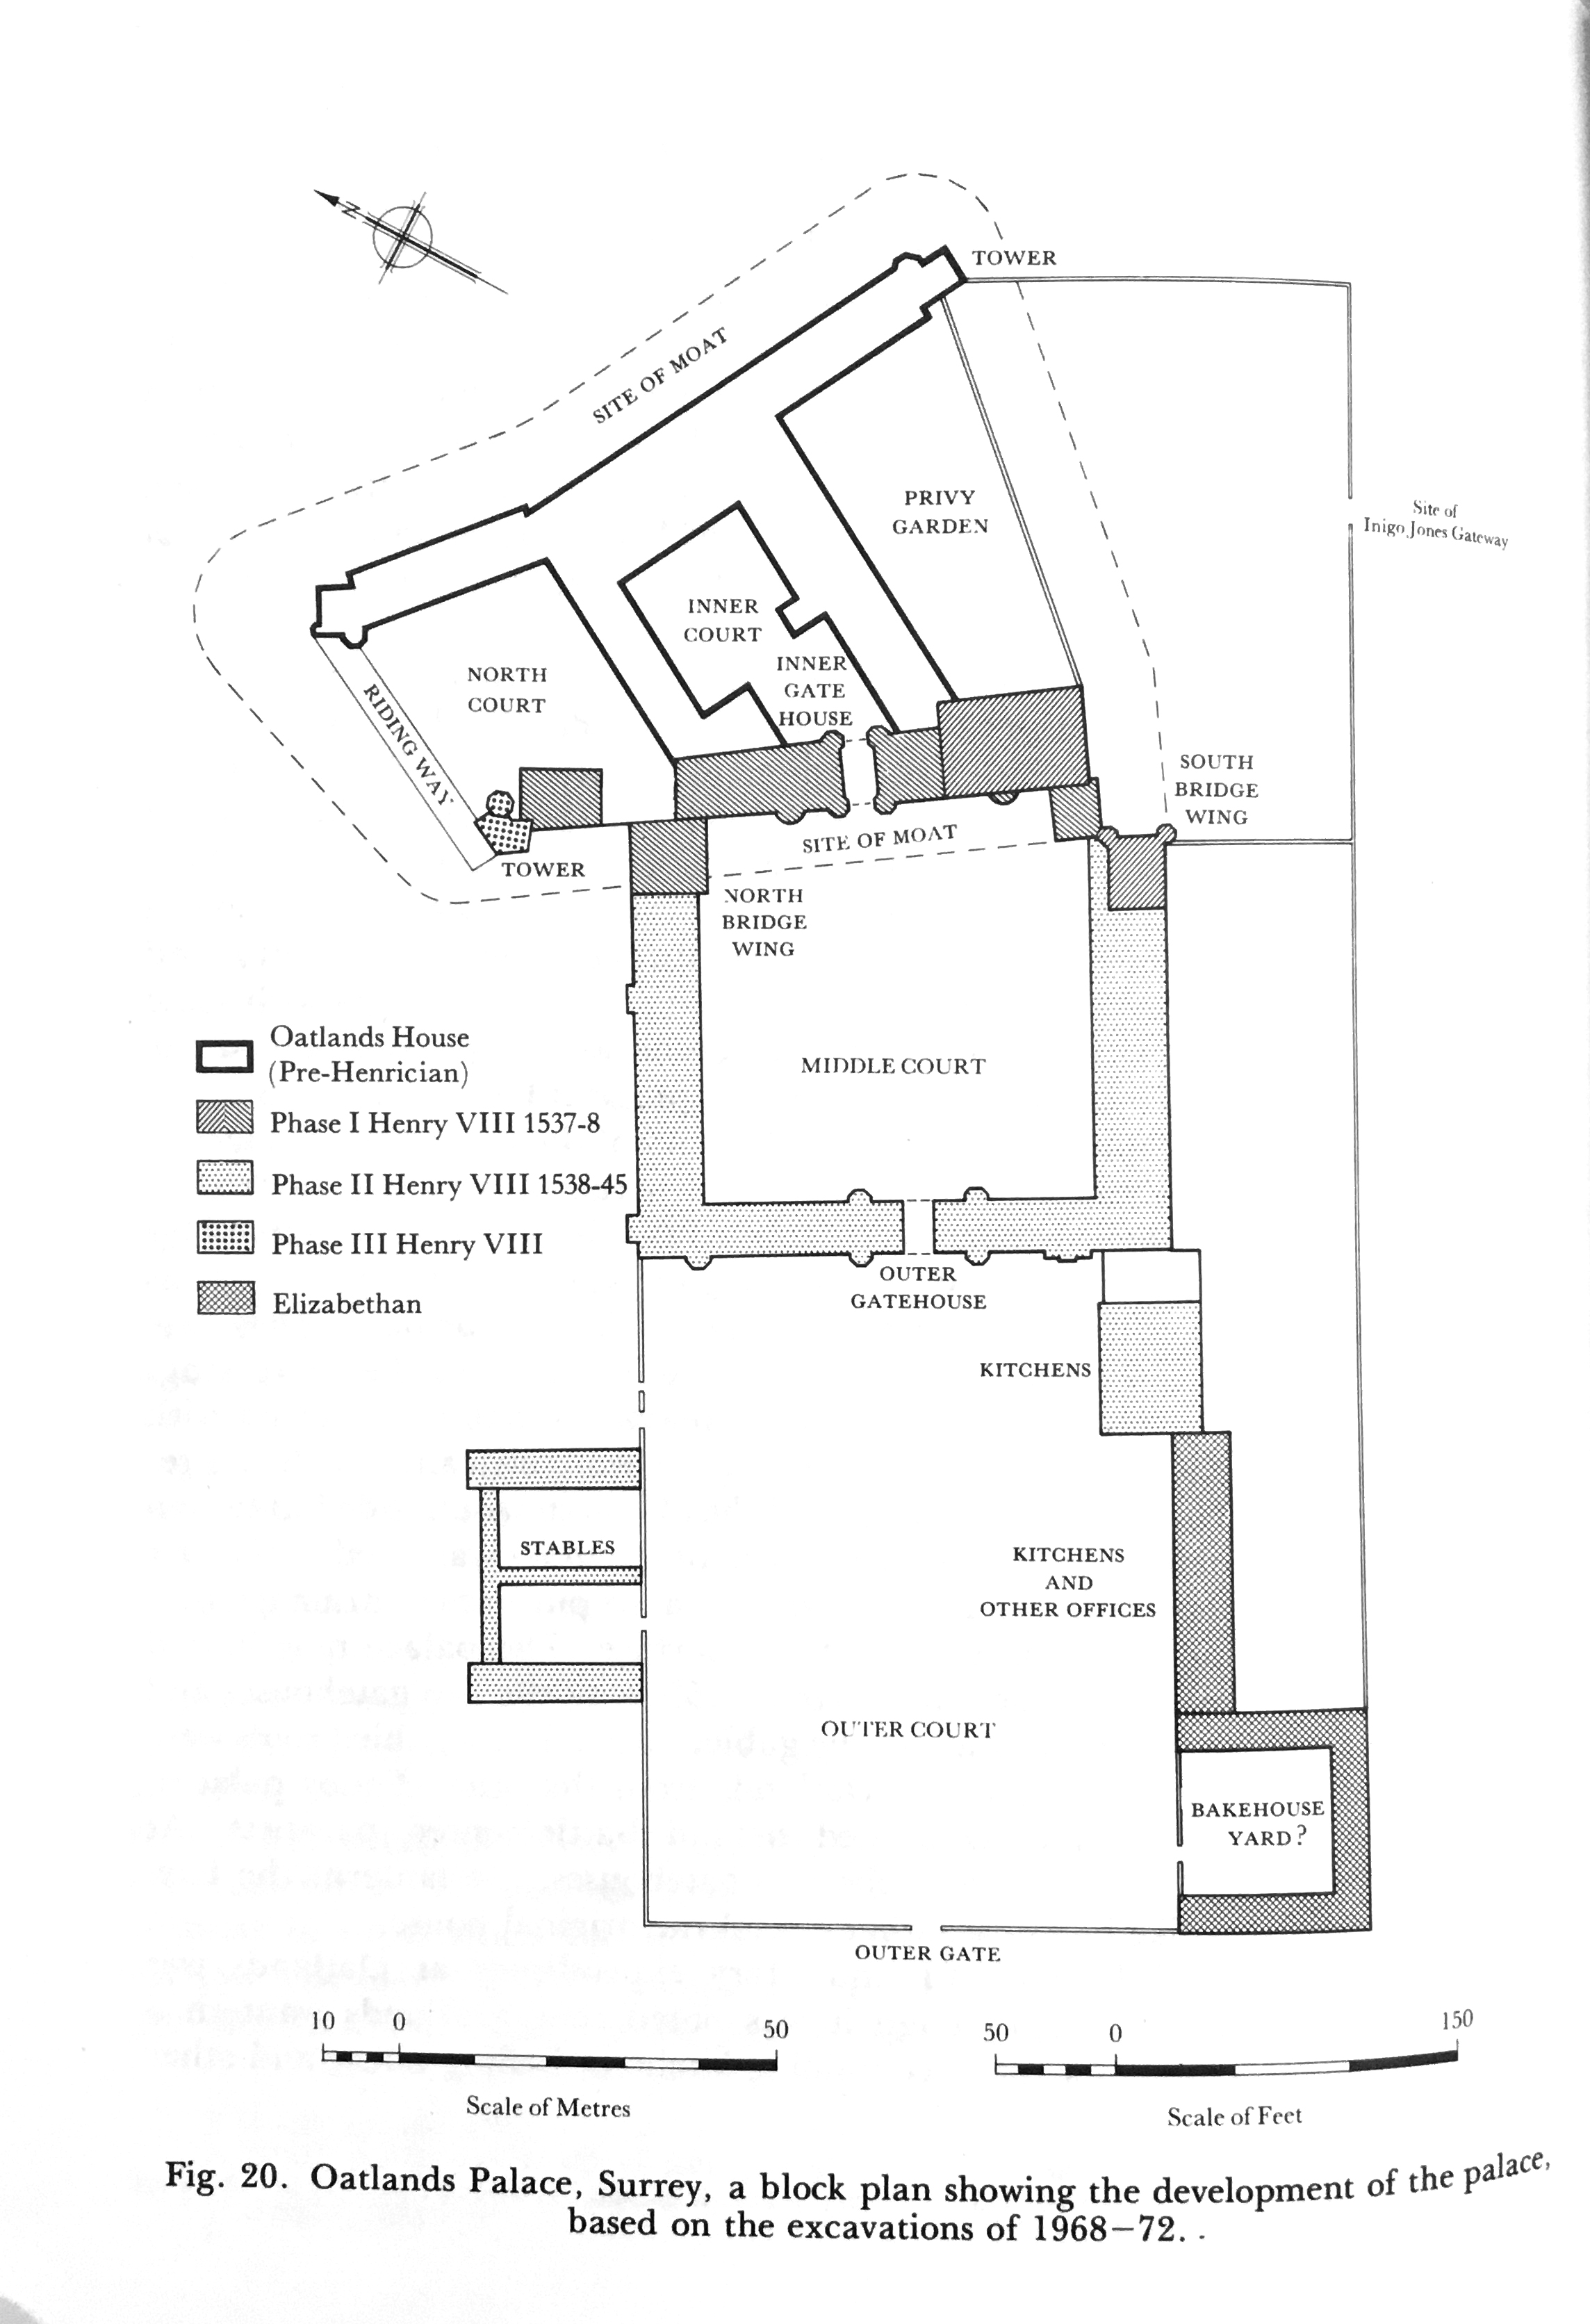 N
TOWER
SITE OF MOAT
PRIVY
GARDEN
Site of
Inigo Jones Gateway
INNER
COURT
INNER
GATE
HOUSE
NORTH
COURT
RIDING WAY
TOWER
SOUTH
BRIDGE
WING
SITE OF MOAT
NORTH
BRIDGE
WING
MIDDLE COURT
Oatlands House
(Pre-Henrician)
Phase I Henry VIII 1537-8
Phase II Henry VIII 1538-45
Phase III Henry VIII
Elizabethan
OUTER
GATEHOUSE
KITCHENS
STABLES
KITCHENS
AND
OTHER OFFICES
OUTER COURT
BAKEHOUSE
YARD?
OUTER GATE
10 0 50
Scale of Metres
50 0 150
Scale of Feet
Fig. 20. Oatlands Palace, Surrey, a block plan showing the development of the palace,
based on the excavations of 1968–72.